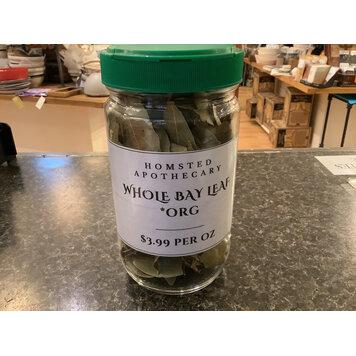 HOMSTED
APOTHECARY
WHOLE BAY LEAF
*ORG
$3.99 PER OZ